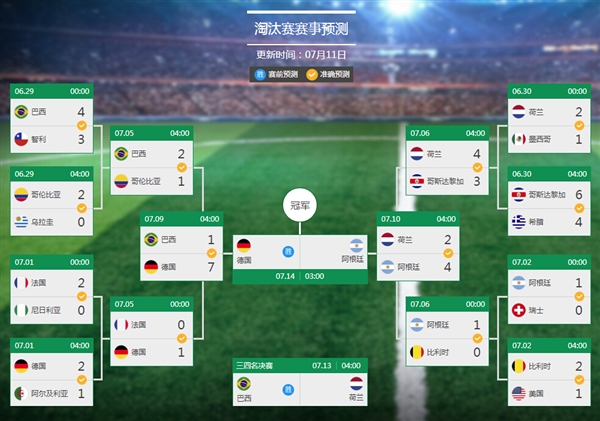 淘汰赛赛事预测
更新时间：07月11日
胜 赛前预测 准确预测
06.29 00:00
巴西 4
智利 3
06.29 04:00
哥伦比亚 2
乌拉圭 0
07.01 00:00
法国 2
尼日利亚 0
07.01 04:00
德国 2
阿尔及利亚 1
07.05 04:00
巴西 2
哥伦比亚 1
07.05 00:00
法国 0
德国 1
07.09 04:00
巴西 1
德国 7
冠军
德国 胜 阿根廷
07.14 03:00
三四名决赛 07.13 04:00
巴西 胜 荷兰
07.10 04:00
荷兰 2
阿根廷 4
07.06 04:00
荷兰 4
哥斯达黎加 3
07.06 00:00
阿根廷 1
比利时 0
06.30 00:00
荷兰 2
墨西哥 1
06.30 04:00
哥斯达黎加 6
希腊 4
07.02 00:00
阿根廷 1
瑞士 0
07.02 04:00
比利时 2
美国 1